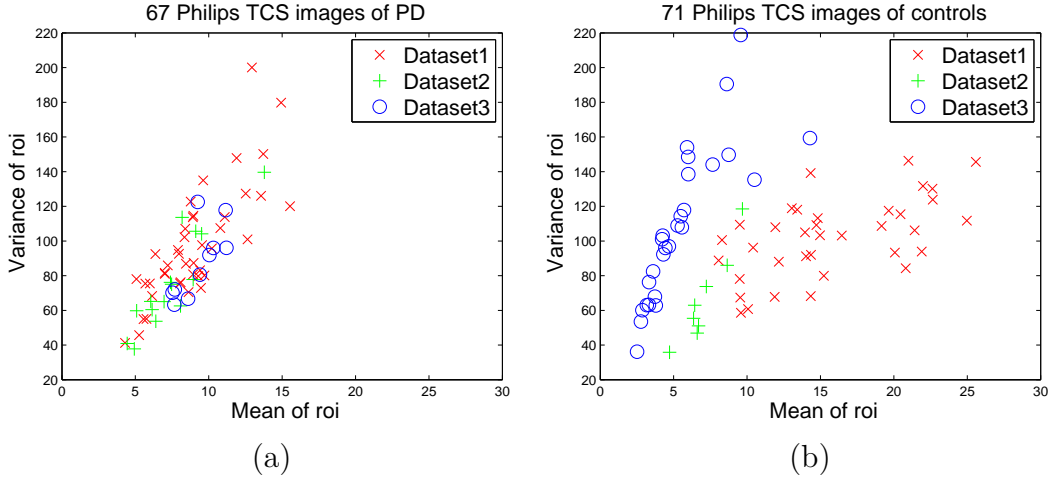 67 Philips TCS images of PD
220
200
180
160
140
120
100
80
60
40
20
0
5
10
15
20
25
30
Variance of roi
Mean of roi
Dataset1
Dataset2
Dataset3
(a)
71 Philips TCS images of controls
220
200
180
160
140
120
100
80
60
40
20
0
5
10
15
20
25
30
Variance of roi
Mean of roi
Dataset1
Dataset2
Dataset3
(b)